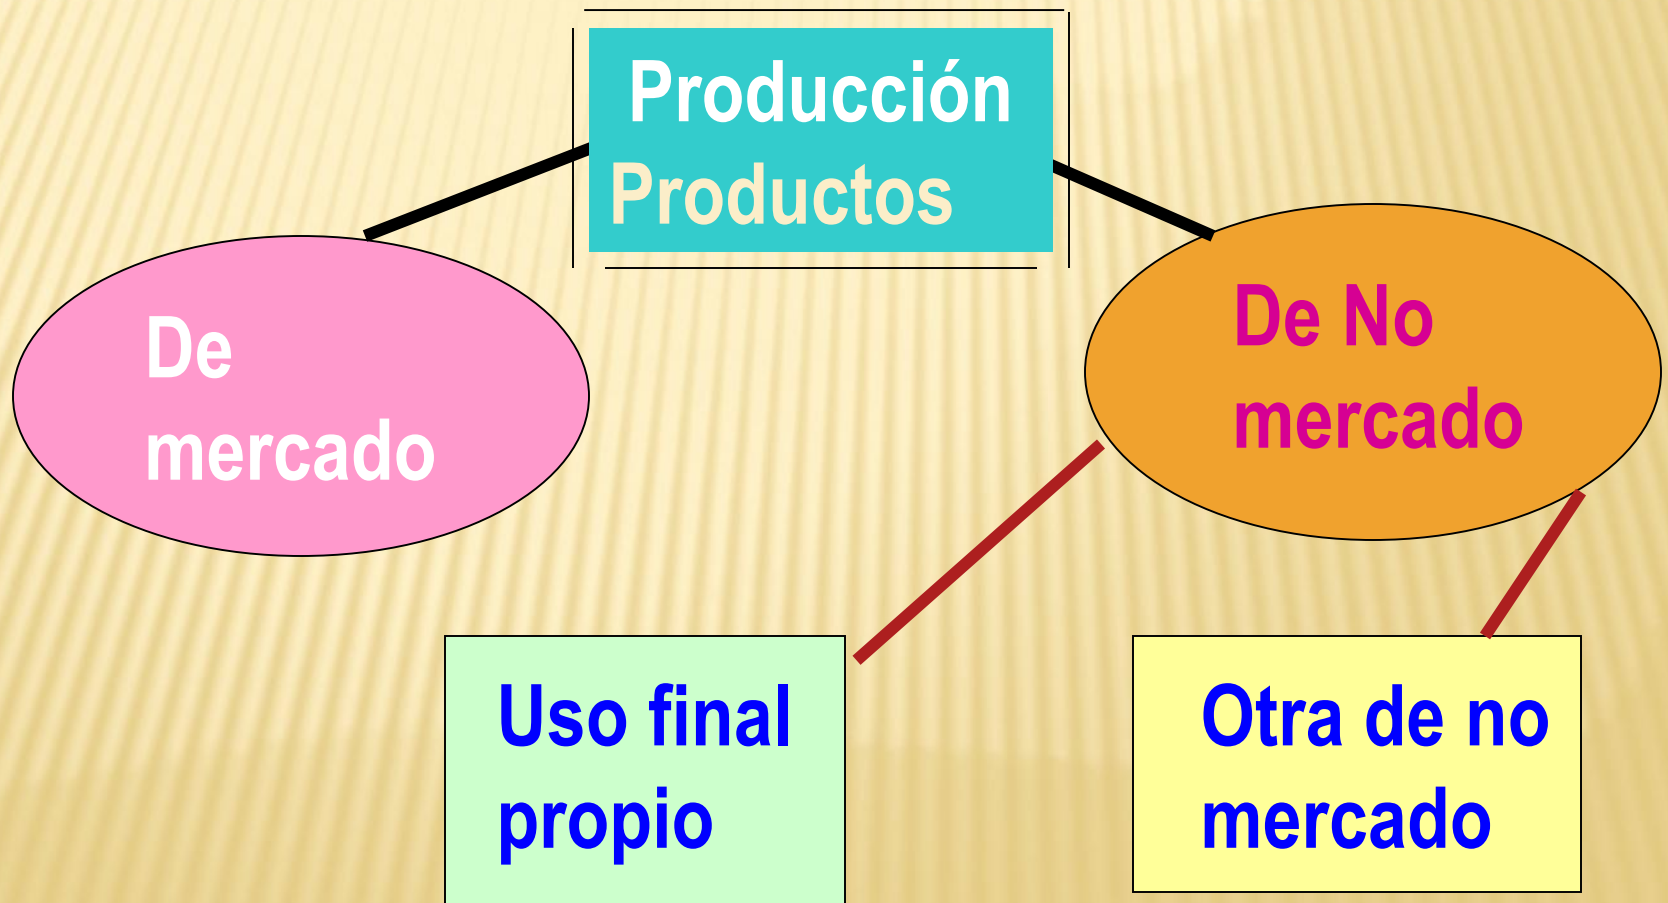 Producción
Productos
De
mercado
De No
mercado
Uso final
propio
Otra de no
mercado